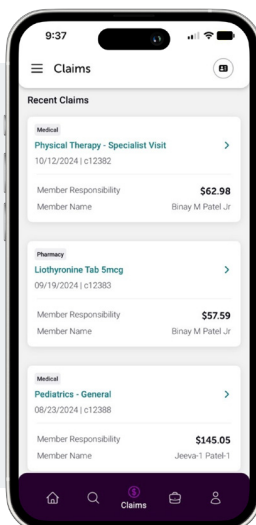 9:37
Claims
Recent Claims
Medical
Physical Therapy - Specialist Visit
10/12/2024 | c12382
Member Responsibility $62.98
Member Name Binay M Patel Jr
Pharmacy
Liothyronine Tab 5mcg
09/19/2024 | c12383
Member Responsibility $57.59
Member Name Binay M Patel Jr
Medical
Pediatrics - General
08/23/2024 | c12388
Member Responsibility $145.05
Member Name Jeeva-1 Patel-1
Claims